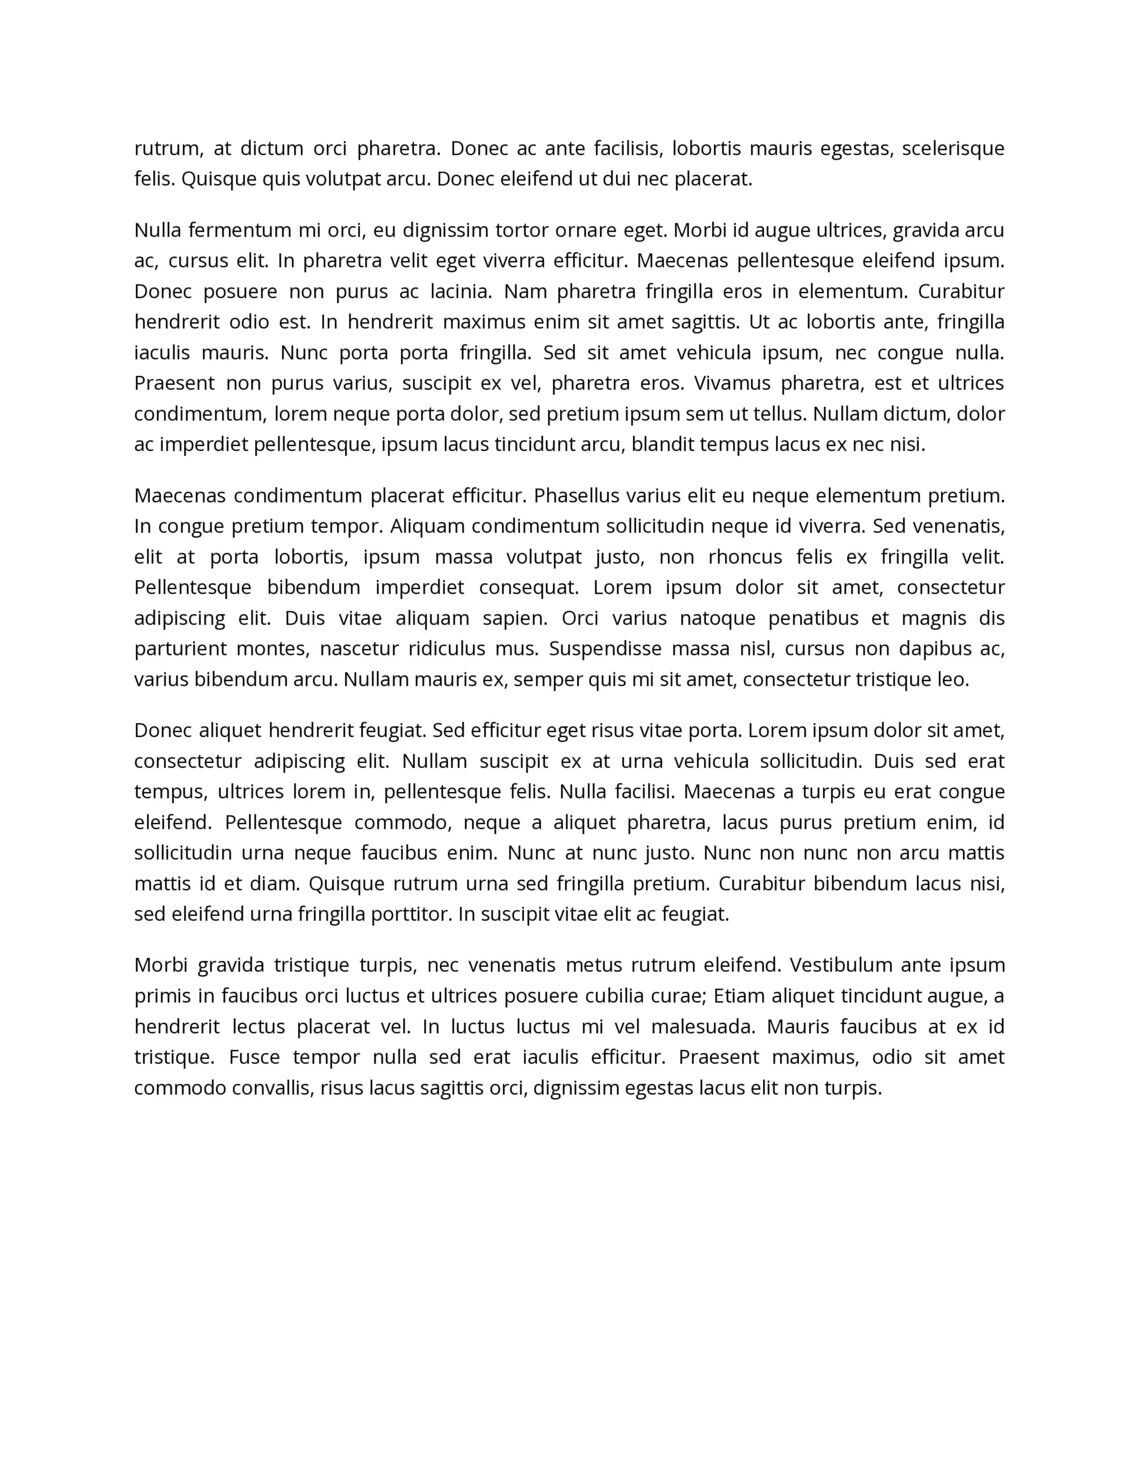 rutrum, at dictum orci pharetra. Donec ac ante facilisis, lobortis mauris egestas, scelerisque
felis. Quisque quis volutpat arcu. Donec eleifend ut dui nec placerat.
Nulla fermentum mi orci, eu dignissim tortor ornare eget. Morbi id augue ultrices, gravida arcu
ac, cursus elit. In pharetra velit eget viverra efficitur. Maecenas pellentesque eleifend ipsum.
Donec posuere non purus ac lacinia. Nam pharetra fringilla eros in elementum. Curabitur
hendrerit odio est. In hendrerit maximus enim sit amet sagittis. Ut ac lobortis ante, fringilla
iaculis mauris. Nunc porta porta fringilla. Sed sit amet vehicula ipsum, nec congue nulla.
Praesent non purus varius, suscipit ex vel, pharetra eros. Vivamus pharetra, est et ultrices
condimentum, lorem neque porta dolor, sed pretium ipsum sem ut tellus. Nullam dictum, dolor
ac imperdiet pellentesque, ipsum lacus tincidunt arcu, blandit tempus lacus ex nec nisi.
Maecenas condimentum placerat efficitur. Phasellus varius elit eu neque elementum pretium.
In congue pretium tempor. Aliquam condimentum sollicitudin neque id viverra. Sed venenatis,
elit at porta lobortis, ipsum massa volutpat justo, non rhoncus felis ex fringilla velit.
Pellentesque bibendum imperdiet consequat. Lorem ipsum dolor sit amet, consectetur
adipiscing elit. Duis vitae aliquam sapien. Orci varius natoque penatibus et magnis dis
parturient montes, nascetur ridiculus mus. Suspendisse massa nisl, cursus non dapibus ac,
varius bibendum arcu. Nullam mauris ex, semper quis mi sit amet, consectetur tristique leo.
Donec aliquet hendrerit feugiat. Sed efficitur eget risus vitae porta. Lorem ipsum dolor sit amet,
consectetur adipiscing elit. Nullam suscipit ex at urna vehicula sollicitudin. Duis sed erat
tempus, ultrices lorem in, pellentesque felis. Nulla facilisi. Maecenas a turpis eu erat congue
eleifend. Pellentesque commodo, neque a aliquet pharetra, lacus purus pretium enim, id
sollicitudin urna neque faucibus enim. Nunc at nunc justo. Nunc non nunc non arcu mattis
mattis id et diam. Quisque rutrum urna sed fringilla pretium. Curabitur bibendum lacus nisi,
sed eleifend urna fringilla porttitor. In suscipit vitae elit ac feugiat.
Morbi gravida tristique turpis, nec venenatis metus rutrum eleifend. Vestibulum ante ipsum
primis in faucibus orci luctus et ultrices posuere cubilia curae; Etiam aliquet tincidunt augue, a
hendrerit lectus placerat vel. In luctus luctus mi vel malesuada. Mauris faucibus at ex id
tristique. Fusce tempor nulla sed erat iaculis efficitur. Praesent maximus, odio sit amet
commodo convallis, risus lacus sagittis orci, dignissim egestas lacus elit non turpis.